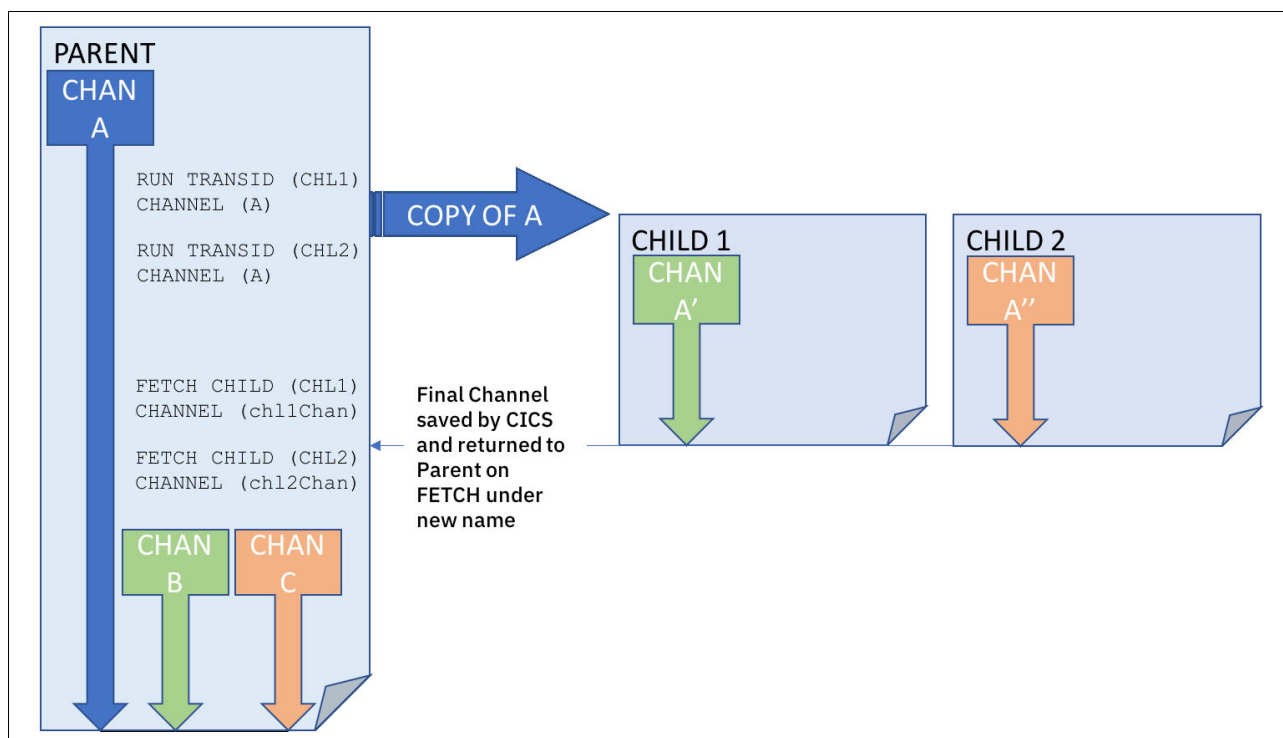 PARENT
CHAN
A
RUN TRANSID (CHL1)
CHANNEL (A)
RUN TRANSID (CHL2)
CHANNEL (A)
COPY OF A
CHILD 1
CHAN
A’
CHILD 2
CHAN
A’’
FETCH CHILD (CHL1)
CHANNEL (chl1Chan)
FETCH CHILD (CHL2)
CHANNEL (chl2Chan)
Final Channel
saved by CICS
and returned to
Parent on
FETCH under
new name
CHAN
B
CHAN
C